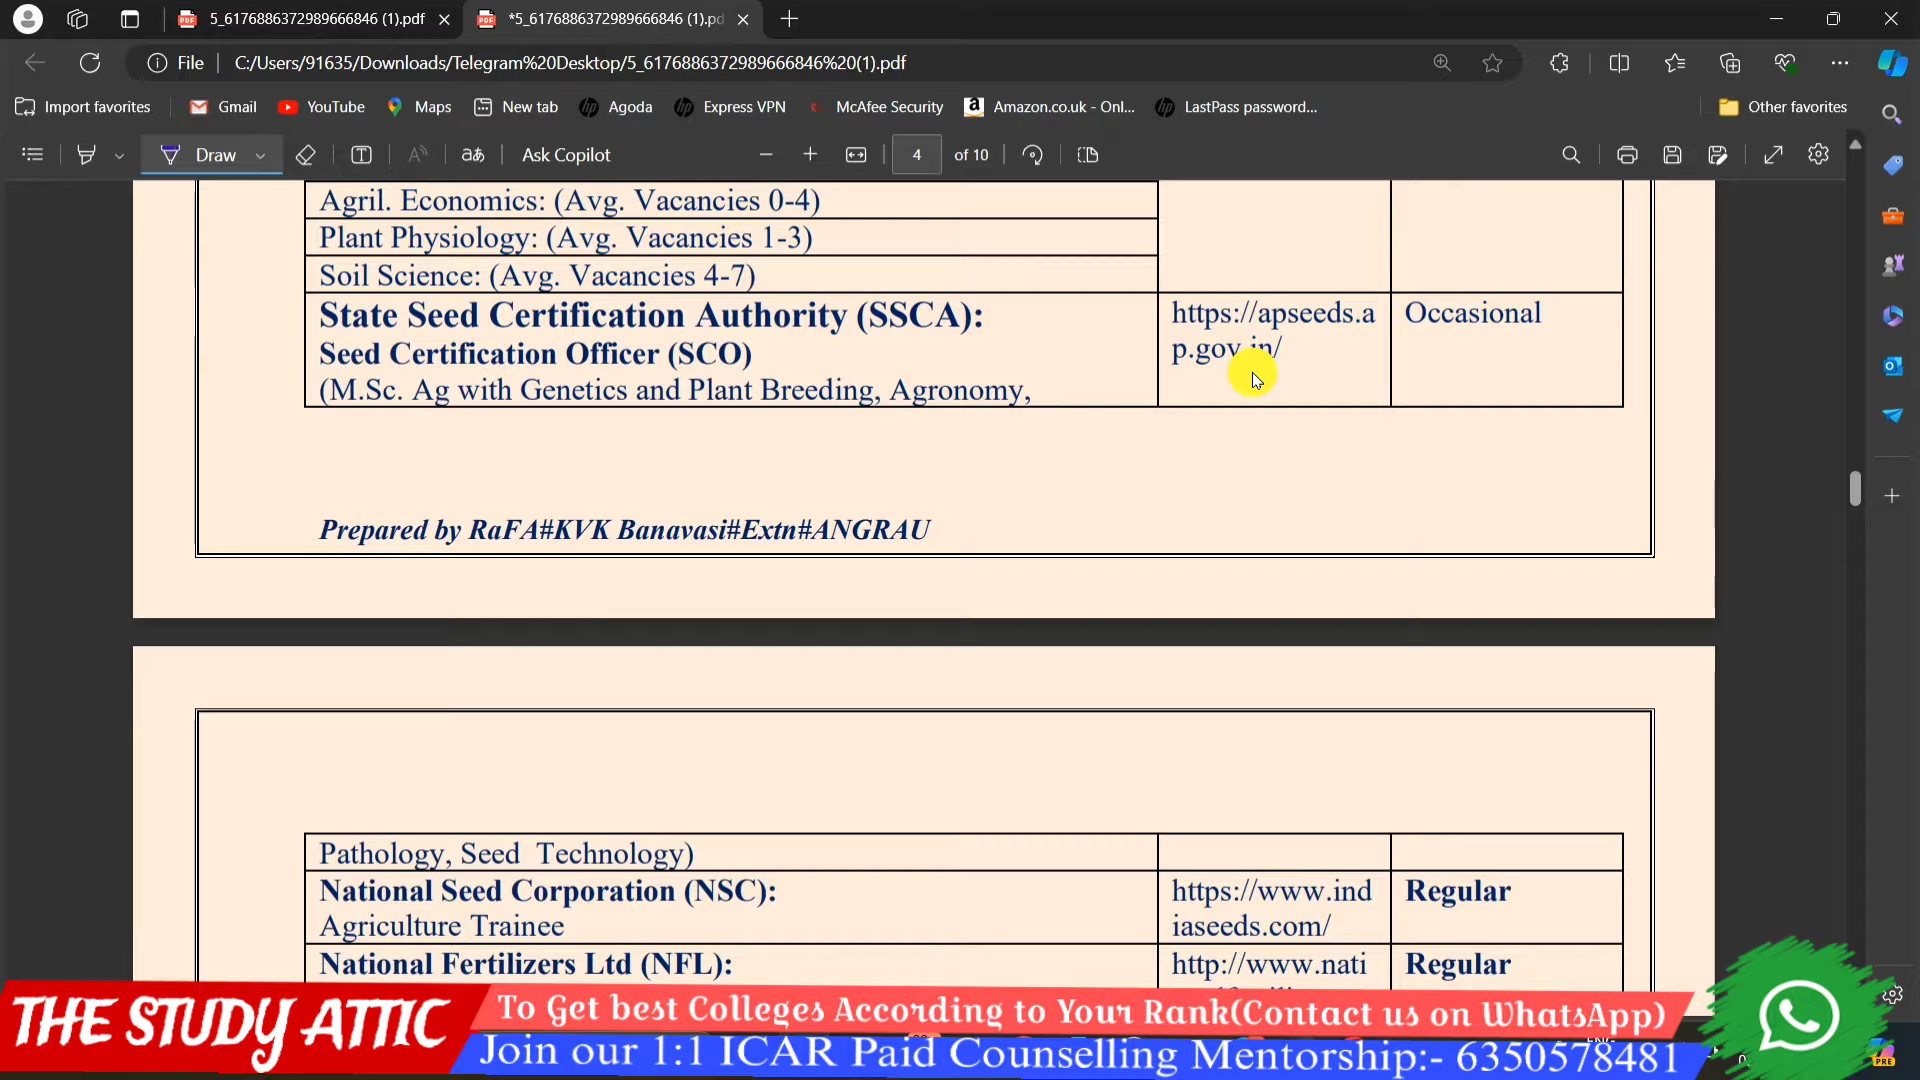 5_6176886372989666846 (1).pdf
*5_6176886372989666846 (1).pd
File
C:/Users/91635/Downloads/Telegram%20Desktop/5_6176886372989666846%20(1).pdf
Import favorites
Gmail
YouTube
Maps
New tab
Agoda
Express VPN
McAfee Security
Amazon.co.uk - Onl...
LastPass password...
Other favorites
Draw
Ask Copilot
4
of 10
Agril. Economics: (Avg. Vacancies 0-4)
Plant Physiology: (Avg. Vacancies 1-3)
Soil Science: (Avg. Vacancies 4-7)
State Seed Certification Authority (SSCA):
https://apseeds.a
Occasional
Seed Certification Officer (SCO)
p.gov.in/
(M.Sc. Ag with Genetics and Plant Breeding, Agronomy,
Prepared by RaFA#KVK Banavasi#Extn#ANGRAU
Pathology, Seed Technology)
National Seed Corporation (NSC):
https://www.ind
Regular
Agriculture Trainee
iaseeds.com/
National Fertilizers Ltd (NFL):
http://www.nati
Regular
THE STUDY ATTIC
To Get best Colleges According to Your Rank(Contact us on WhatsApp)
Join our 1:1 ICAR Paid Counselling Mentorship:- 6350578481
PRE